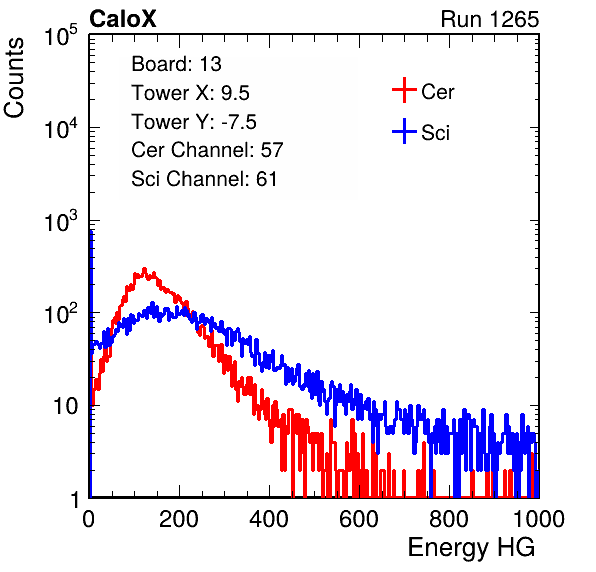 CaloX Run 1265
Counts
Board: 13
Tower X: 9.5
Tower Y: -7.5
Cer Channel: 57
Sci Channel: 61
Cer
Sci
10^5
10^4
10^3
10^2
10
1
0 200 400 600 800 1000
Energy HG